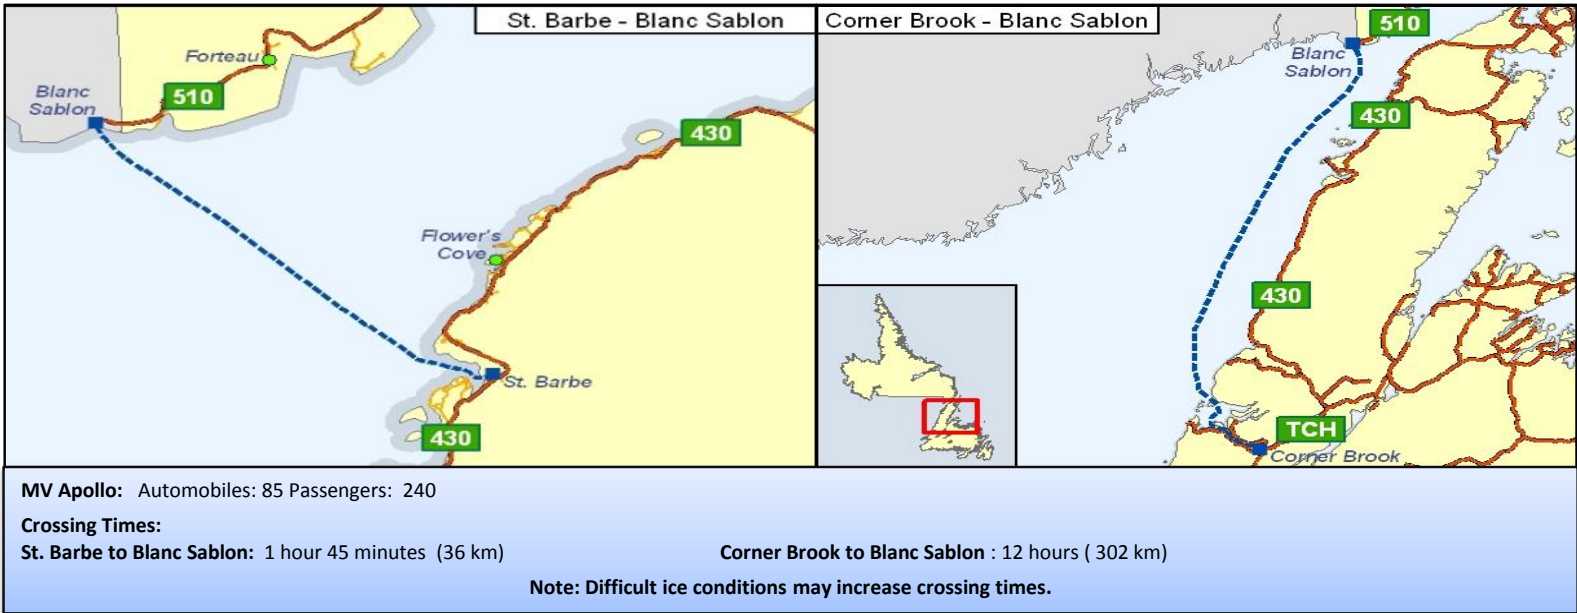 St. Barbe - Blanc Sablon
Forteau
Blanc
Sablon
510
430
Flower's
Cove
St. Barbe
430
Corner Brook - Blanc Sablon
510
Blanc
Sablon
430
430
TCH
Corner Brook
MV Apollo: Automobiles: 85 Passengers: 240
Crossing Times:
St. Barbe to Blanc Sablon: 1 hour 45 minutes (36 km)
Corner Brook to Blanc Sablon : 12 hours ( 302 km)
Note: Difficult ice conditions may increase crossing times.